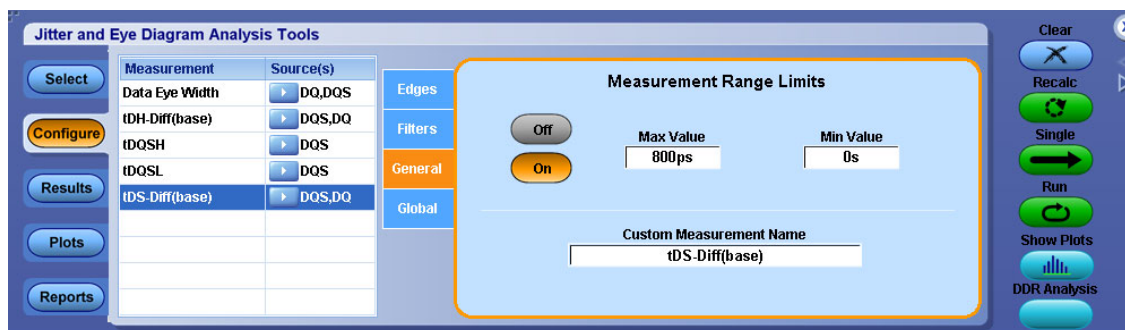 Jitter and Eye Diagram Analysis Tools
Select
Configure
Results
Plots
Reports
Measurement Source(s)
Data Eye Width DQ,DQS
tDH-Diff(base) DQS,DQ
tDQSH DQS
tDQSL DQS
tDS-Diff(base) DQS,DQ
Edges
Filters
General
Global
Measurement Range Limits
Off
On
Max Value
800ps
Min Value
0s
Custom Measurement Name
tDS-Diff(base)
Clear
Recalc
Single
Run
Show Plots
DDR Analysis